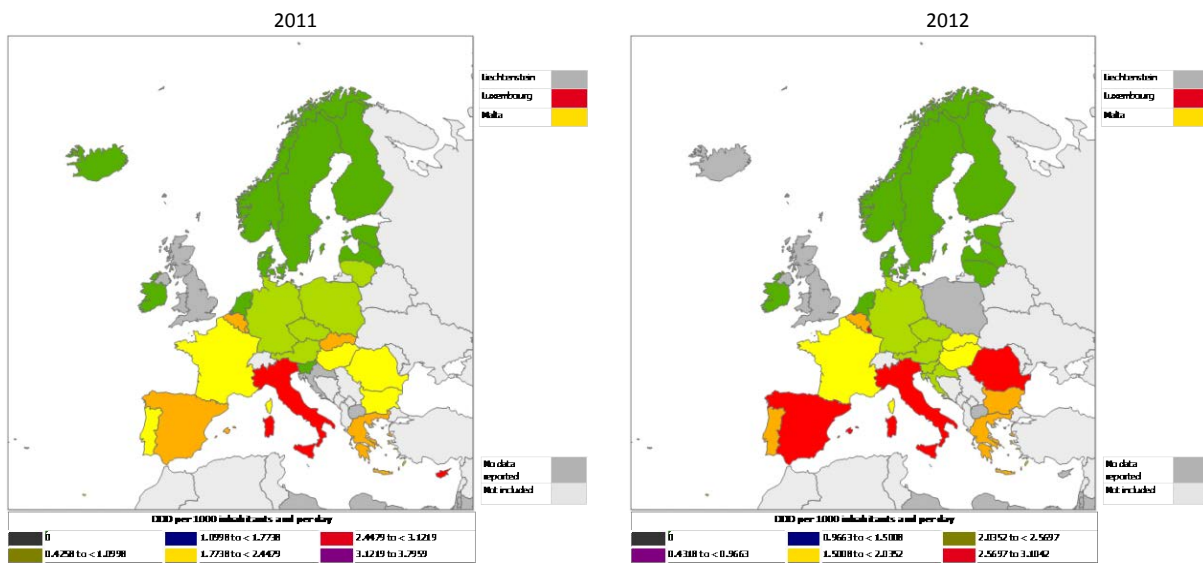 2011
2012
Liechtenstein
Luxembourg
Malta
Liechtenstein
Luxembourg
Malta
No data
reported
Not included
No data
reported
Not included
DDD per 1000 inhabitants and per day
0
1.0998 to < 1.7738
2.4479 to < 3.1219
0.4258 to < 1.0998
1.7738 to < 2.4479
3.1219 to 3.7959
DDD per 1000 inhabitants and per day
0
0.9663 to < 1.5008
2.0352 to < 2.5697
0.4318 to < 0.9663
1.5008 to < 2.0352
2.5697 to 3.1042